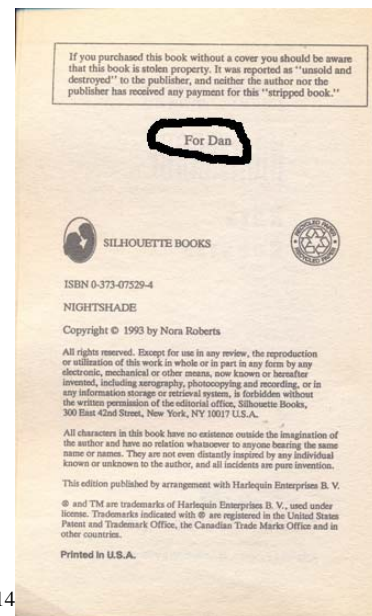 If you purchased this book without a cover you should be aware
that this book is stolen property. It was reported as "unsold and
destroyed" to the publisher, and neither the author nor the
publisher has received any payment for this "stripped book."
For Dan
SILHOUETTE BOOKS
RECYCLED PAPER
RECYCLED PAPER
ISBN 0-373-07529-4
NIGHTSHADE
Copyright © 1993 by Nora Roberts
All rights reserved. Except for use in any review, the reproduction
or utilization of this work in whole or in part in any form by any
electronic, mechanical or other means, now known or hereafter
invented, including xerography, photocopying and recording, or in
any information storage or retrieval system, is forbidden without
the written permission of the editorial office, Silhouette Books,
300 East 42nd Street, New York, NY 10017 U.S.A.
All characters in this book have no existence outside the imagination of
the author and have no relation whatsoever to anyone bearing the same
name or names. They are not even distantly inspired by any individual
known or unknown to the author, and all incidents are pure invention.
This edition published by arrangement with Harlequin Enterprises B. V.
® and TM are trademarks of Harlequin Enterprises B. V., used under
license. Trademarks indicated with ® are registered in the United States
Patent and Trademark Office, the Canadian Trade Marks Office and in
other countries.
Printed in U.S.A.
14